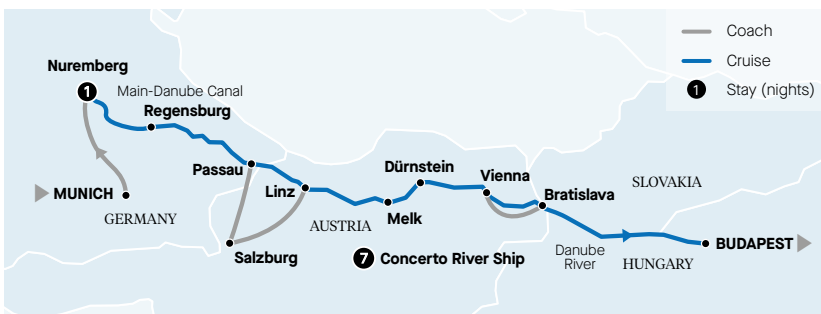 Coach
Cruise
1 Stay (nights)
Nuremberg
1
Main-Danube Canal
Regensburg
Passau
MUNICH
GERMANY
Linz
Dürnstein
Vienna
SLOVAKIA
Bratislava
AUSTRIA
Melk
Salzburg
7 Concerto River Ship
Danube
River
HUNGARY
BUDAPEST